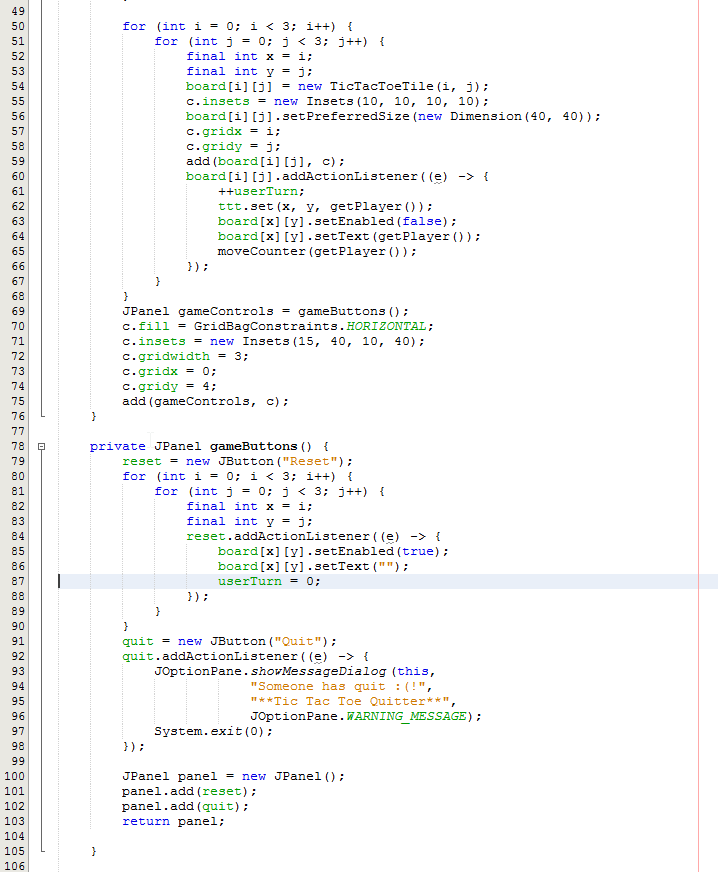 49
50 for (int i = 0; i < 3; i++) {
51 for (int j = 0; j < 3; j++) {
52 final int x = i;
53 final int y = j;
54 board[i][j] = new TicTacToeTile(i, j);
55 c.insets = new Insets(10, 10, 10, 10);
56 board[i][j].setPreferredSize(new Dimension(40, 40));
57 c.gridx = i;
58 c.gridy = j;
59 add(board[i][j], c);
60 board[i][j].addActionListener((e) -> {
61 ++userTurn;
62 ttt.set(x, y, getPlayer());
63 board[x][y].setEnabled(false);
64 board[x][y].setText(getPlayer());
65 moveCounter(getPlayer());
66 });
67 }
68 }
69 JPanel gameControls = gameButtons();
70 c.fill = GridBagConstraints.HORIZONTAL;
71 c.insets = new Insets(15, 40, 10, 40);
72 c.gridwidth = 3;
73 c.gridx = 0;
74 c.gridy = 4;
75 add(gameControls, c);
76 }
77
78 private JPanel gameButtons() {
79 reset = new JButton("Reset");
80 for (int i = 0; i < 3; i++) {
81 for (int j = 0; j < 3; j++) {
82 final int x = i;
83 final int y = j;
84 reset.addActionListener((e) -> {
85 board[x][y].setEnabled(true);
86 board[x][y].setText("");
87 userTurn = 0;
88 });
89 }
90 }
91 quit = new JButton("Quit");
92 quit.addActionListener((e) -> {
93 JOptionPane.showMessageDialog(this,
94 "Someone has quit :(!",
95 "**Tic Tac Toe Quitter**",
96 JOptionPane.WARNING_MESSAGE);
97 System.exit(0);
98 });
99
100 JPanel panel = new JPanel();
101 panel.add(reset);
102 panel.add(quit);
103 return panel;
104
105 }
106